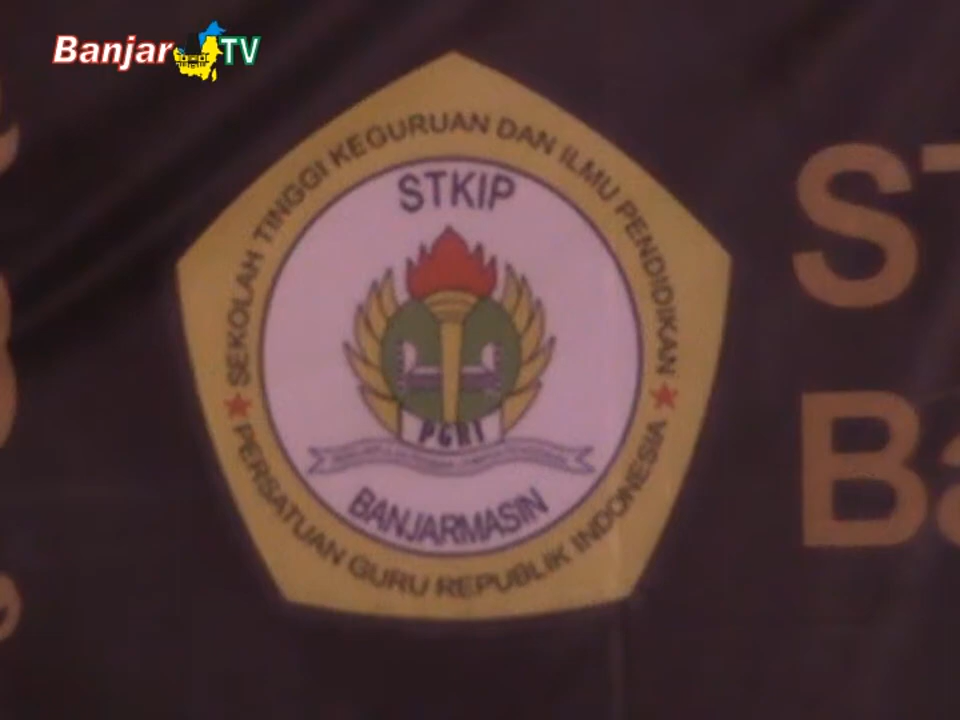 Banjar TV
SEKOLAH TINGGI KEGURUAN DAN ILMU PENDIDIKAN
STKIP
PGRI
BANJARMASIN
PERSATUAN GURU REPUBLIK INDONESIA
ST
Ba